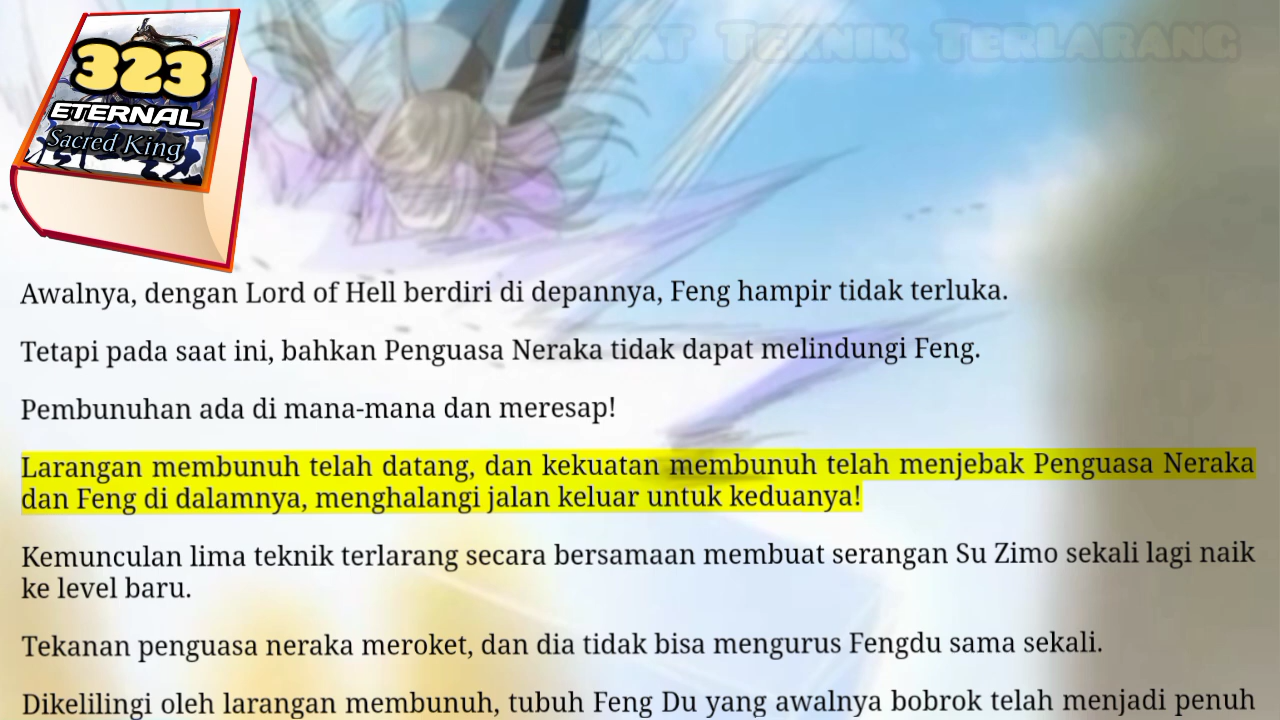 323
ETERNAL
Sacred King
Empat Teknik Terlarang
Awalnya, dengan Lord of Hell berdiri di depannya, Feng hampir tidak terluka.
Tetapi pada saat ini, bahkan Penguasa Neraka tidak dapat melindungi Feng.
Pembunuhan ada di mana-mana dan meresap!
Larangan membunuh telah datang, dan kekuatan membunuh telah menjebak Penguasa Neraka
dan Feng di dalamnya, menghalangi jalan keluar untuk keduanya!
Kemunculan lima teknik terlarang secara bersamaan membuat serangan Su Zimo sekali lagi naik
ke level baru.
Tekanan penguasa neraka meroket, dan dia tidak bisa mengurus Fengdu sama sekali.
Dikelilingi oleh larangan membunuh, tubuh Feng Du yang awalnya bobrok telah menjadi penuh